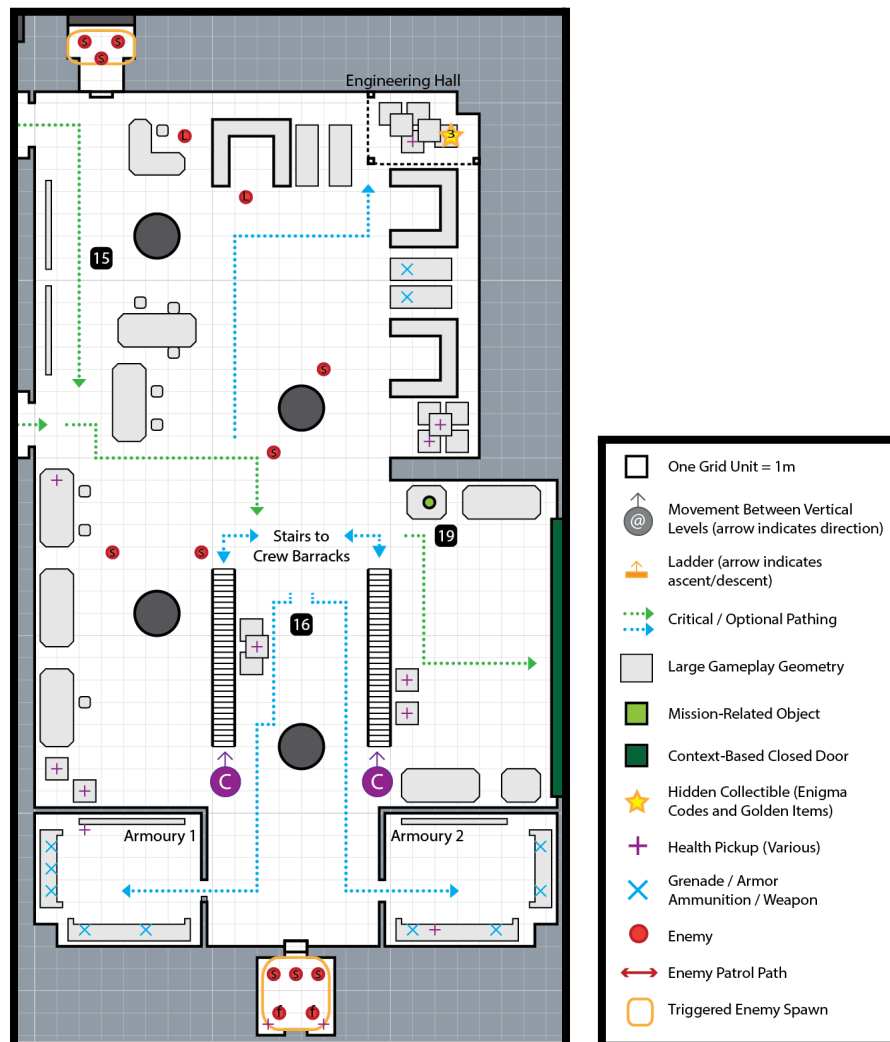 S
S
S
Engineering Hall
L
3
L
15
S
S
19
Stairs to
Crew Barracks
S
S
16
C
C
Armoury 1
Armoury 2
S
S
S
f
f
One Grid Unit = 1m
@
Movement Between Vertical
Levels (arrow indicates direction)
Ladder (arrow indicates
ascent/descent)
Critical / Optional Pathing
Large Gameplay Geometry
Mission-Related Object
Context-Based Closed Door
Hidden Collectible (Enigma
Codes and Golden Items)
Health Pickup (Various)
Grenade / Armor
Ammunition / Weapon
Enemy
Enemy Patrol Path
Triggered Enemy Spawn